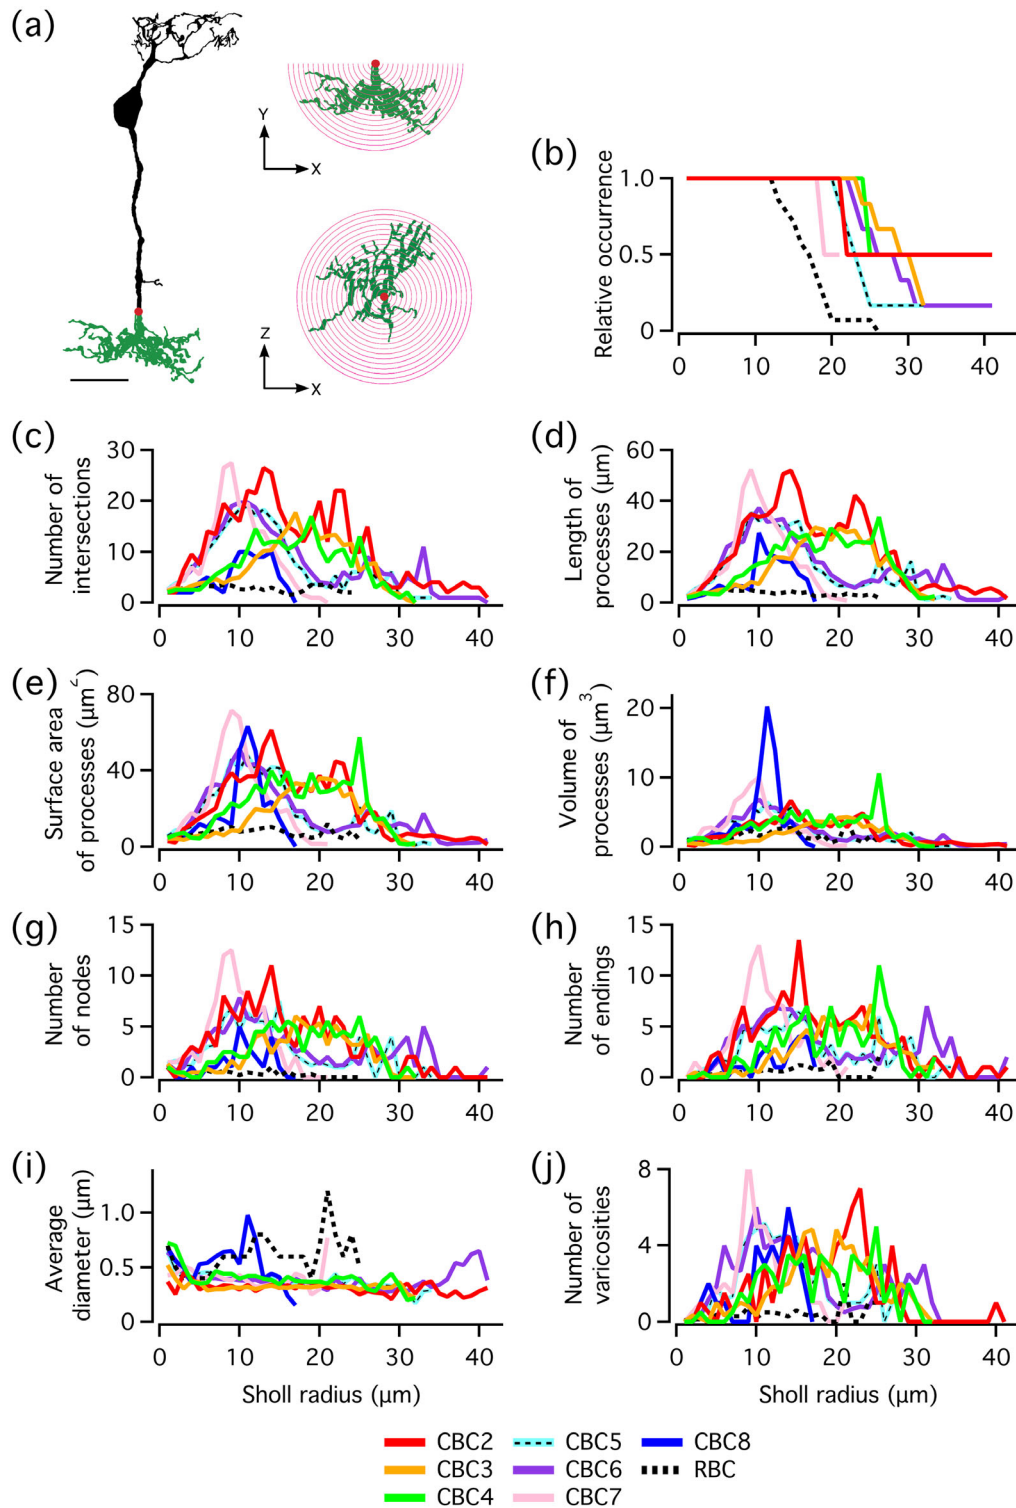 (a)
Y
X
Z
X
(b)
Relative occurrence
1.0
0.5
0
0 10 20 30 40
(c)
Number of
intersections
30
20
10
0
0 10 20 30 40
(d)
Length of
processes (μm)
60
40
20
0
0 10 20 30 40
(e)
Surface area
of processes (μm²)
80
40
0
0 10 20 30 40
(f)
Volume of
processes (μm³)
20
10
0
0 10 20 30 40
(g)
Number
of nodes
15
10
5
0
0 10 20 30 40
(h)
Number
of endings
15
10
5
0
0 10 20 30 40
(i)
Average
diameter (μm)
1.0
0.5
0
0 10 20 30 40
Sholl radius (μm)
(j)
Number of
varicosities
8
4
0
0 10 20 30 40
Sholl radius (μm)
CBC2 CBC5 CBC8
CBC3 CBC6 RBC
CBC4 CBC7